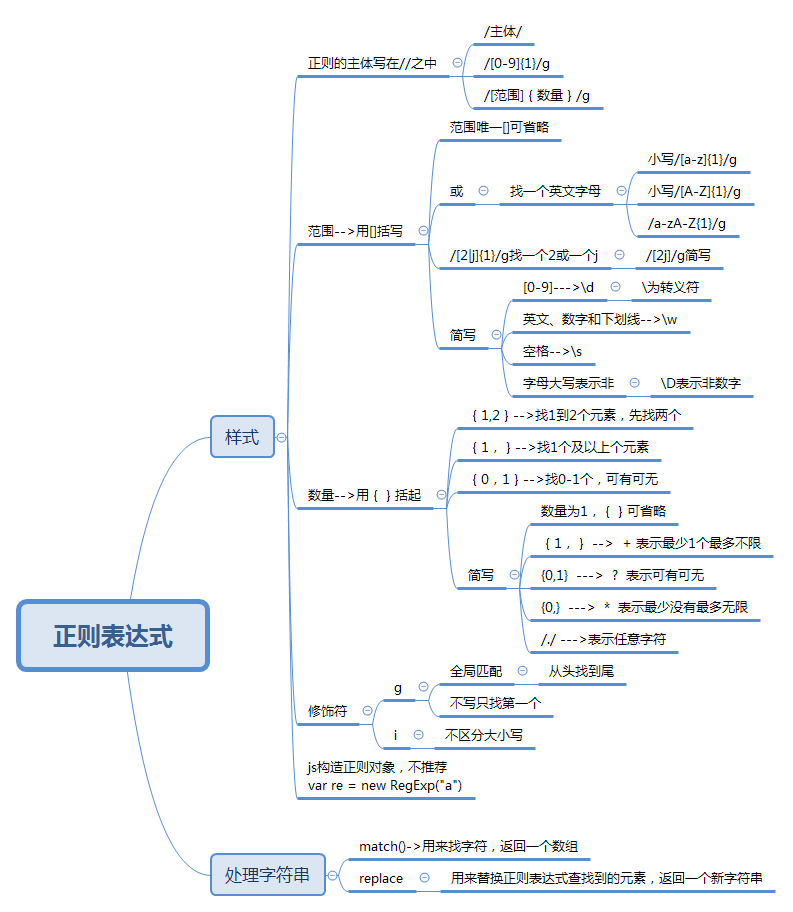 正则表达式
样式
正则的主体写在//之中
/主体/
/[0-9]{1}/g
/[范围]｛数量｝/g
范围-->用[]括写
范围唯一[]可省略
或
找一个英文字母
小写/[a-z]{1}/g
小写/[A-Z]{1}/g
/a-zA-Z{1}/g
/[2|j]{1}/g找一个2或一个j
/[2j]/g简写
简写
[0-9]--->\d
\为转义符
英文、数字和下划线-->\w
空格-->\s
字母大写表示非
\D表示非数字
数量-->用｛ ｝括起
｛1,2｝-->找1到2个元素，先找两个
｛1，｝-->找1个及以上个元素
｛0，1｝-->找0-1个，可有可无
简写
数量为1，｛ ｝可省略
｛1，｝ --> ＋表示最少1个最多不限
{0,1} ---> ？表示可有可无
{0,} ---> * 表示最少没有最多无限
/./ --->表示任意字符
修饰符
g
全局匹配
从头找到尾
不写只找第一个
i
不区分大小写
js构造正则对象，不推荐
var re = new RegExp("a")
处理字符串
match()->用来找字符，返回一个数组
replace
用来替换正则表达式查找到的元素，返回一个新字符串